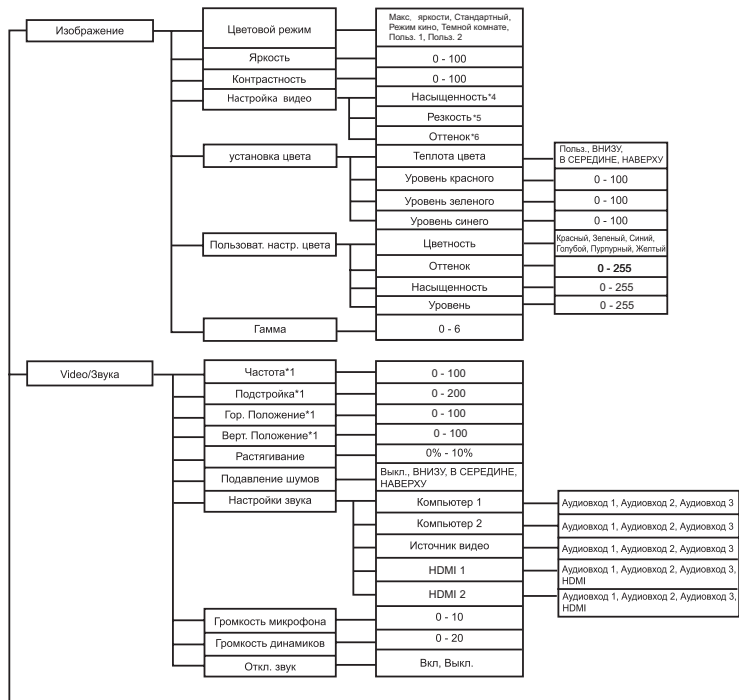 Изображение
Цветовой режим
Макс, яркости, Стандартный,
Режим кино, Темной комнате,
Польз. 1, Польз. 2
Яркость
0 - 100
Контрастность
0 - 100
Настройка видео
Насыщенность*4
Резкость*5
Оттенок*6
установка цвета
Теплота цвета
Польз., ВНИЗУ,
В СЕРЕДИНЕ, НАВЕРХУ
Уровень красного
0 - 100
Уровень зеленого
0 - 100
Уровень синего
0 - 100
Пользоват. настр. цвета
Цветность
Красный, Зеленый, Синий,
Голубой, Пурпурный, Желтый
Оттенок
0 - 255
Насыщенность
0 - 255
Уровень
0 - 255
Гамма
0 - 6
Video/Звука
Частота*1
0 - 100
Подстройка*1
0 - 200
Гор. Положение*1
0 - 100
Верт. Положение*1
0 - 100
Растягивание
0% - 10%
Подавление шумов
Выкл., ВНИЗУ, В СЕРЕДИНЕ,
НАВЕРХУ
Настройки звука
Компьютер 1
Аудиовход 1, Аудиовход 2, Аудиовход 3
Компьютер 2
Аудиовход 1, Аудиовход 2, Аудиовход 3
Источник видео
Аудиовход 1, Аудиовход 2, Аудиовход 3
HDMI 1
Аудиовход 1, Аудиовход 2, Аудиовход 3,
HDMI
HDMI 2
Аудиовход 1, Аудиовход 2, Аудиовход 3,
HDMI
Громкость микрофона
0 - 10
Громкость динамиков
0 - 20
Откл. звук
Вкл, Выкл.